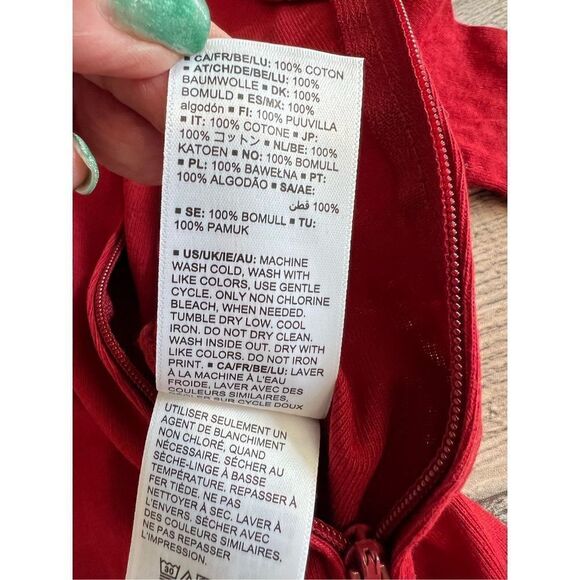 ▪ CA/FR/BE/LU: 100% COTON
▪ AT/CH/DE/BE/LU: 100%
BAUMWOLLE ▪ DK: 100%
BOMULD ▪ ES/MX: 100%
algodón ▪ FI: 100% PUUVILLA
▪ IT: 100% COTONE ▪ JP:
100% コットン ▪ NL/BE: 100%
KATOEN ▪ NO: 100% BOMULL
▪ PL: 100% BAWEŁNA ▪ PT:
100% ALGODÃO ▪ SA/AE:
100% قطن
▪ SE: 100% BOMULL ▪ TU:
100% PAMUK
▪ US/UK/IE/AU: MACHINE
WASH COLD, WASH WITH
LIKE COLORS, USE GENTLE
CYCLE. ONLY NON CHLORINE
BLEACH, WHEN NEEDED.
TUMBLE DRY LOW. COOL
IRON. DO NOT DRY CLEAN.
WASH INSIDE OUT. DRY WITH
LIKE COLORS. DO NOT IRON
PRINT. ▪ CA/FR/BE/LU: LAVER
À LA MACHINE À L'EAU
FROIDE, LAVER AVEC DES
COULEURS SIMILAIRES,
SUR CYCLE DOUX
UTILISER SEULEMENT UN
AGENT DE BLANCHIMENT
NON CHLORÉ, QUAND
NÉCESSAIRE. SÉCHER AU
SÈCHE-LINGE À BASSE
TEMPÉRATURE. REPASSER À
FER TIÈDE. NE PAS
NETTOYER À SEC. LAVER À
L'ENVERS. SÉCHER AVEC
DES COULEURS SIMILAIRES.
NE PAS REPASSER
L'IMPRESSION.
30